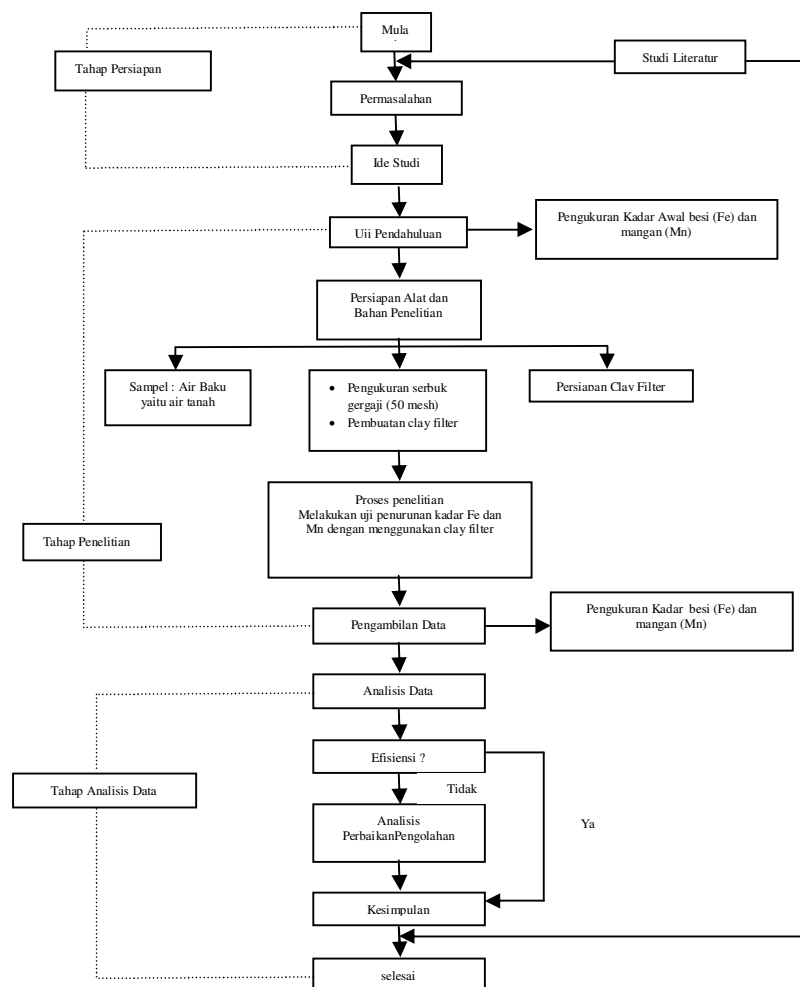 Mula
Tahap Persiapan
Studi Literatur
Permasalahan
Ide Studi
Uji Pendahuluan
Pengukuran Kadar Awal besi (Fe) dan
mangan (Mn)
Persiapan Alat dan
Bahan Penelitian
Sampel : Air Baku
yaitu air tanah
• Pengukuran serbuk
gergaji (50 mesh)
• Pembuatan clay filter
Persiapan Clay Filter
Proses penelitian
Melakukan uji penurunan kadar Fe dan
Mn dengan menggunakan clay filter
Tahap Penelitian
Pengambilan Data
Pengukuran Kadar besi (Fe) dan
mangan (Mn)
Analisis Data
Efisiensi ?
Tahap Analisis Data
Tidak
Analisis
PerbaikanPengolahan
Ya
Kesimpulan
selesai